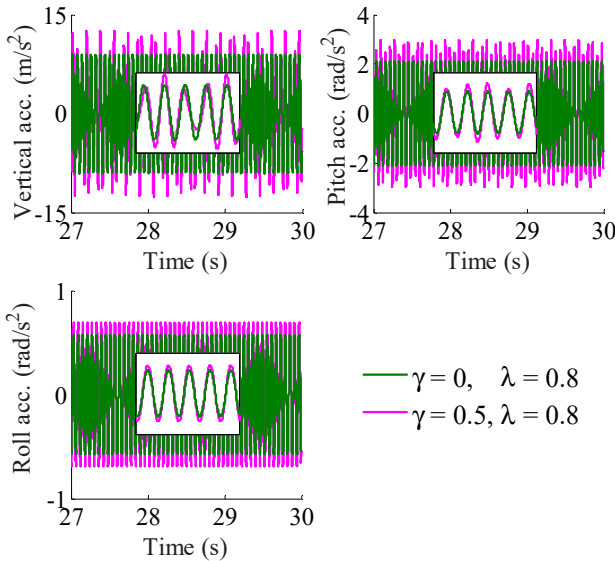 Vertical acc. (m/s²)
15
0
-15
27 28 29 30
Time (s)
Pitch acc. (rad/s²)
4
2
0
-2
-4
27 28 29 30
Time (s)
Roll acc. (rad/s²)
1
0
-1
27 28 29 30
Time (s)
γ = 0, λ = 0.8
γ = 0.5, λ = 0.8